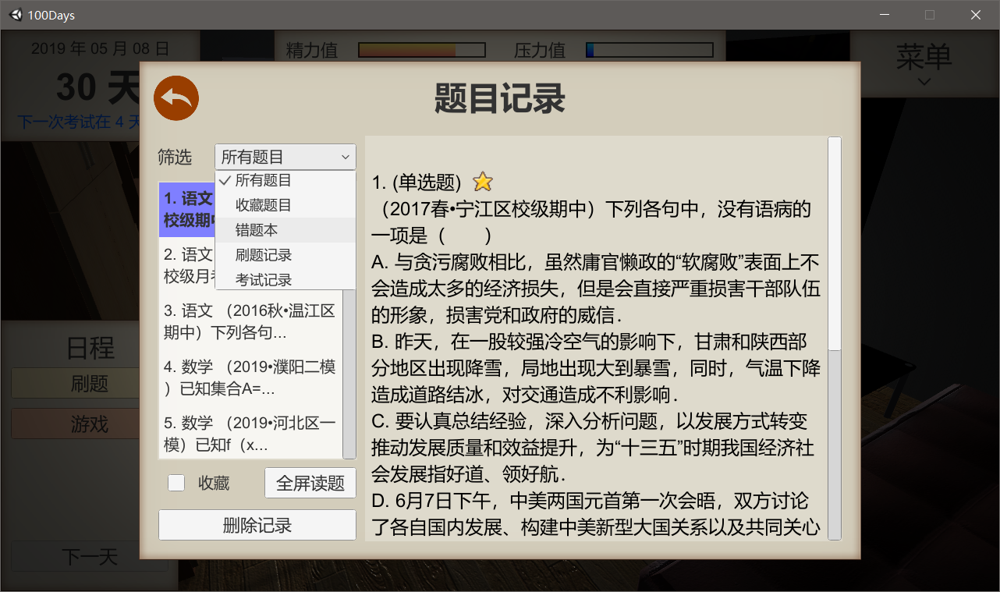 100Days
2019 年 05 月 08 日
精力值
压力值
菜单
30 天
下一次考试在 4 天
题目记录
筛选
所有题目
所有题目
收藏题目
错题本
刷题记录
考试记录
1. 语文
校级期中
2. 语文
校级月考
3. 语文 （2016秋•温江区
期中）下列各句...
4. 数学 （2019•濮阳二模
）已知集合A=...
5. 数学 （2019•河北区一
模）已知f（x...
收藏
全屏读题
删除记录
1. (单选题)
（2017春•宁江区校级期中）下列各句中，没有语病的
一项是（　　）
A. 与贪污腐败相比，虽然庸官懒政的“软腐败”表面上不
会造成太多的经济损失，但是会直接严重损害干部队伍
的形象，损害党和政府的威信．
B. 昨天，在一股较强冷空气的影响下，甘肃和陕西部
分地区出现降雪，局地出现大到暴雪，同时，气温下降
造成道路结冰，对交通造成不利影响．
C. 要认真总结经验，深入分析问题，以发展方式转变
推动发展质量和效益提升，为“十三五”时期我国经济社
会发展指好道、领好航．
D. 6月7日下午，中美两国元首第一次会晤，双方讨论
了各自国内发展、构建中美新型大国关系以及共同关心
日程
刷题
游戏
下一天